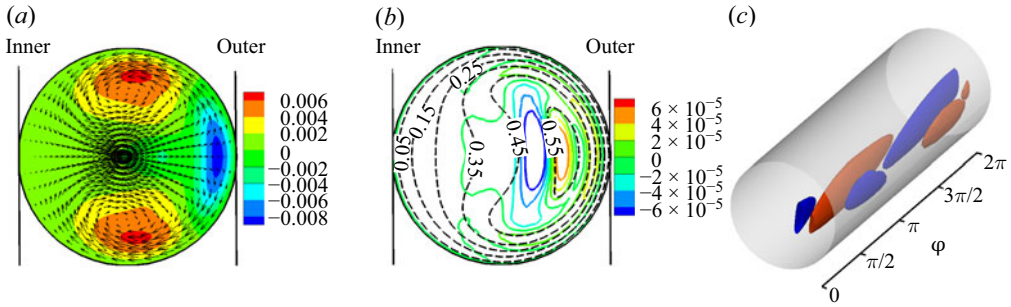 (a)
Inner
Outer
0.006
0.004
0.002
0
−0.002
−0.004
−0.006
−0.008
(b)
Inner
Outer
0.05
0.15
0.25
0.35
0.45
0.55
6 × 10⁻⁵
4 × 10⁻⁵
2 × 10⁻⁵
0
−2 × 10⁻⁵
−4 × 10⁻⁵
−6 × 10⁻⁵
(c)
2π
3π/2
π
φ
π/2
0